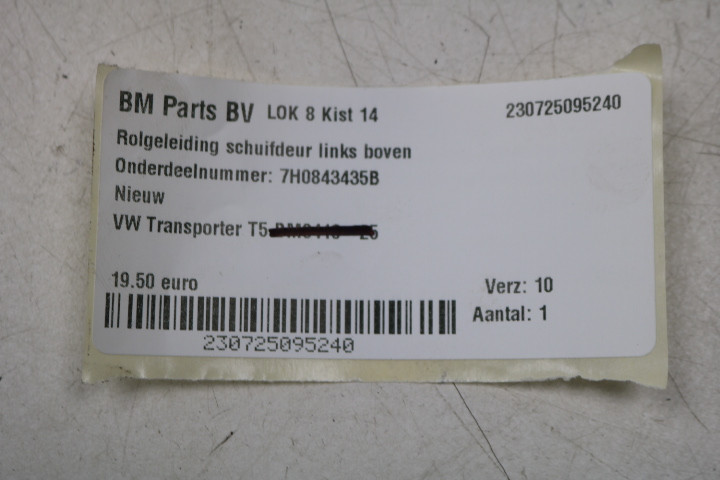 BM Parts BV LOK 8 Kist 14 230725095240
Rolgeleiding schuifdeur links boven
Onderdeelnummer: 7H0843435B
Nieuw
VW Transporter T5
19.50 euro Verz: 10
Aantal: 1
230725095240